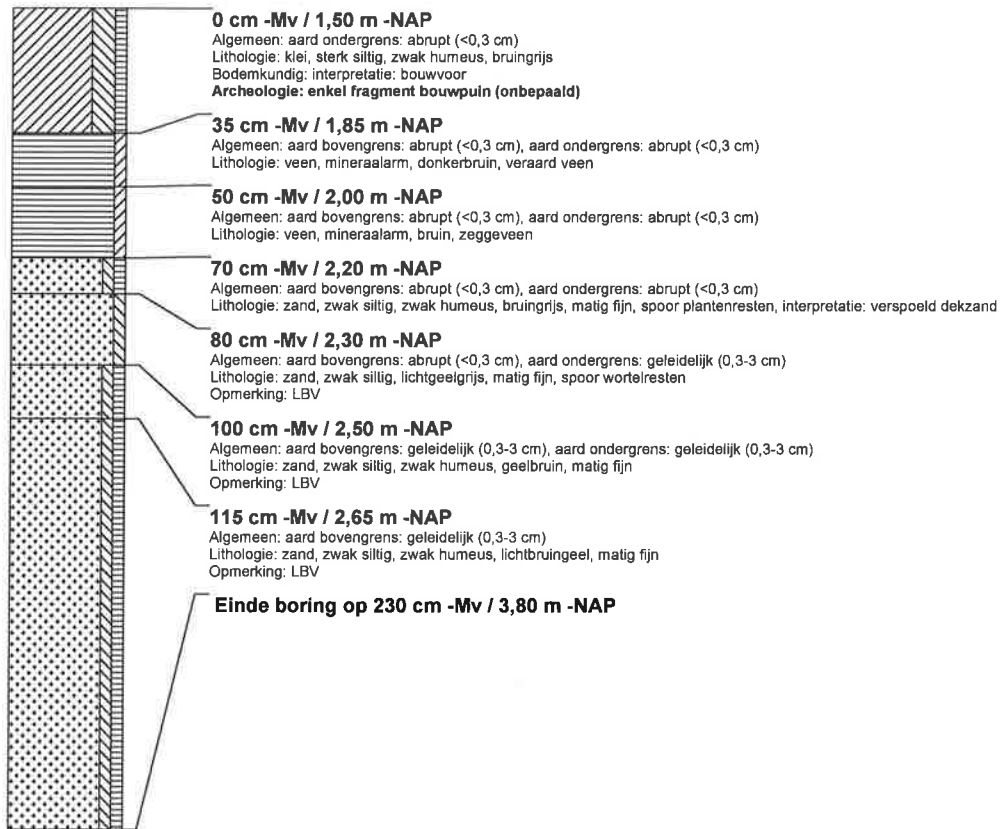 0 cm -Mv / 1,50 m -NAP
Algemeen: aard ondergrens: abrupt (<0,3 cm)
Lithologie: klei, sterk siltig, zwak humeus, bruingrijs
Bodemkundig: interpretatie: bouwvoor
Archeologie: enkel fragment bouwpuin (onbepaald)
35 cm -Mv / 1,85 m -NAP
Algemeen: aard bovengrens: abrupt (<0,3 cm), aard ondergrens: abrupt (<0,3 cm)
Lithologie: veen, mineraalarm, donkerbruin, veraard veen
50 cm -Mv / 2,00 m -NAP
Algemeen: aard bovengrens: abrupt (<0,3 cm), aard ondergrens: abrupt (<0,3 cm)
Lithologie: veen, mineraalarm, bruin, zeggeveen
70 cm -Mv / 2,20 m -NAP
Algemeen: aard bovengrens: abrupt (<0,3 cm), aard ondergrens: abrupt (<0,3 cm)
Lithologie: zand, zwak siltig, zwak humeus, bruingrijs, matig fijn, spoor plantenresten, interpretatie: verspoeld dekzand
80 cm -Mv / 2,30 m -NAP
Algemeen: aard bovengrens: abrupt (<0,3 cm), aard ondergrens: geleidelijk (0,3-3 cm)
Lithologie: zand, zwak siltig, lichtgeelgrijs, matig fijn, spoor wortelresten
Opmerking: LBV
100 cm -Mv / 2,50 m -NAP
Algemeen: aard bovengrens: geleidelijk (0,3-3 cm), aard ondergrens: geleidelijk (0,3-3 cm)
Lithologie: zand, zwak siltig, zwak humeus, geelbruin, matig fijn
Opmerking: LBV
115 cm -Mv / 2,65 m -NAP
Algemeen: aard bovengrens: geleidelijk (0,3-3 cm)
Lithologie: zand, zwak siltig, zwak humeus, lichtbruingeel, matig fijn
Opmerking: LBV
Einde boring op 230 cm -Mv / 3,80 m -NAP